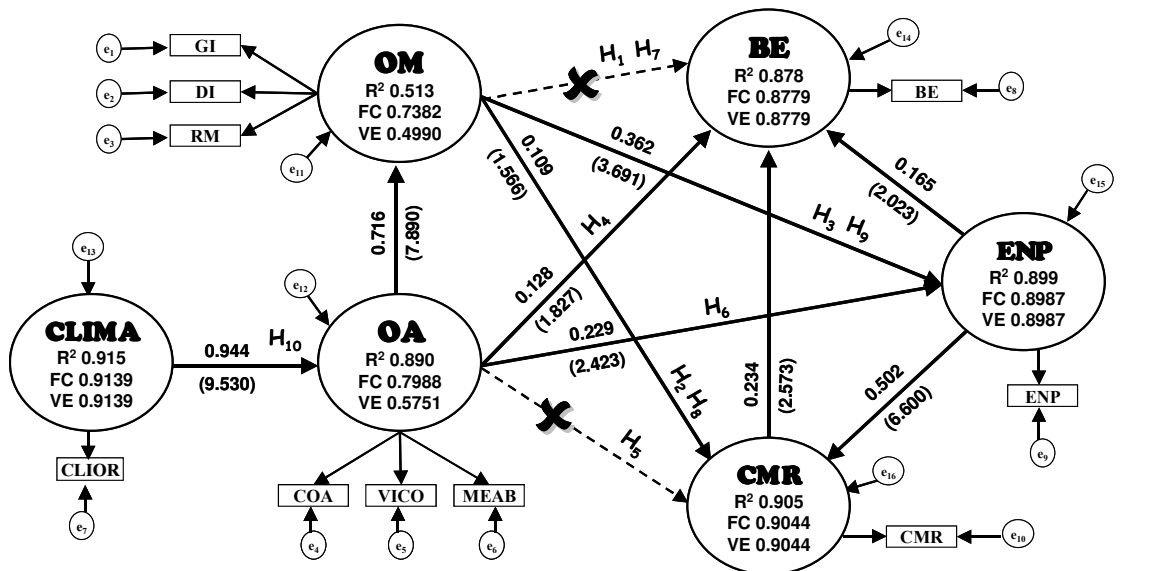 e1
GI
e2
DI
e3
RM
e11
OM
R² 0.513
FC 0.7382
VE 0.4990
H1 H7
BE
R² 0.878
FC 0.8779
VE 0.8779
e14
BE
e8
0.109
(1.566)
0.362
(3.691)
0.165
(2.023)
e15
H3 H9
H4
0.716
(7.890)
e13
e12
0.128
(1.827)
ENP
R² 0.899
FC 0.8987
VE 0.8987
CLIMA
R² 0.915
FC 0.9139
VE 0.9139
0.944
(9.530)
H10
OA
R² 0.890
FC 0.7988
VE 0.5751
0.229
(2.423)
H6
H2 H8
0.234
(2.573)
0.502
(6.600)
ENP
e9
CLIOR
e7
H5
COA
VICO
MEAB
e4
e5
e6
CMR
R² 0.905
FC 0.9044
VE 0.9044
e16
CMR
e10